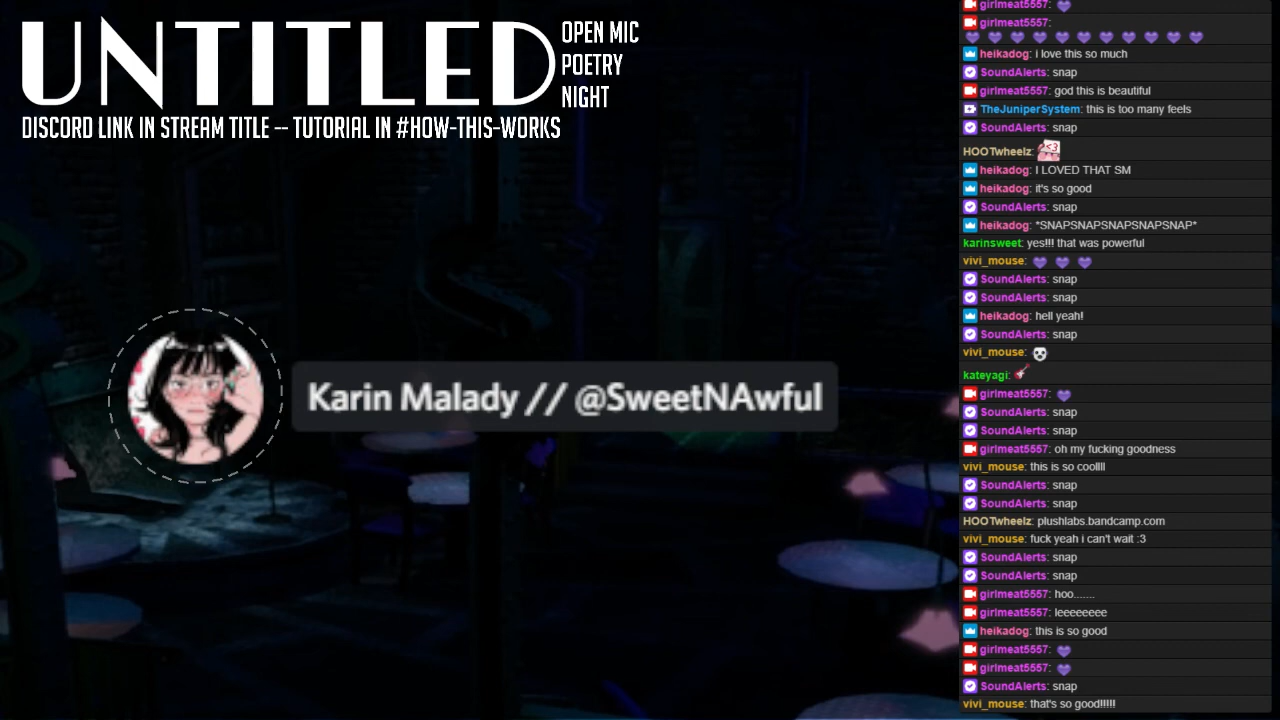 UNTITLED
OPEN MIC
POETRY
NIGHT
DISCORD LINK IN STREAM TITLE -- TUTORIAL IN #HOW-THIS-WORKS
Karin Malady // @SweetNAwful
girlmeat5557: 💜
girlmeat5557:
💜 💜 💜 💜 💜 💜 💜 💜 💜 💜 💜
heikadog: i love this so much
SoundAlerts: snap
girlmeat5557: god this is beautiful
TheJuniperSystem: this is too many feels
SoundAlerts: snap
HOOTwheelz: <3
heikadog: I LOVED THAT SM
heikadog: it's so good
SoundAlerts: snap
heikadog: *SNAPSNAPSNAPSNAPSNAP*
karinsweet: yes!!! that was powerful
vivi_mouse: 💜 💜 💜
SoundAlerts: snap
SoundAlerts: snap
heikadog: hell yeah!
SoundAlerts: snap
vivi_mouse:
kateyagi:
girlmeat5557: 💜
SoundAlerts: snap
SoundAlerts: snap
girlmeat5557: oh my fucking goodness
vivi_mouse: this is so coollll
SoundAlerts: snap
SoundAlerts: snap
HOOTwheelz: plushlabs.bandcamp.com
vivi_mouse: fuck yeah i can't wait :3
SoundAlerts: snap
SoundAlerts: snap
girlmeat5557: hoo.......
girlmeat5557: leeeeeeee
heikadog: this is so good
girlmeat5557: 💜
girlmeat5557: 💜
SoundAlerts: snap
vivi_mouse: that's so good!!!!!